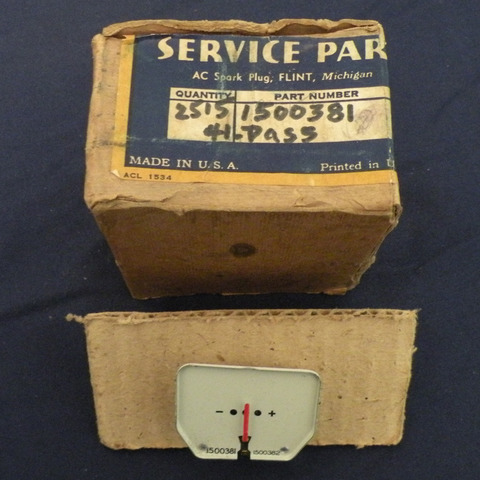 SERVICE PAR
AC Spark Plug, FLINT, Michigan
QUANTITY PART NUMBER
2515 1500381
41-Pass
MADE IN U.S.A. Printed in U
ACL 1534
- +
1500381 1500382